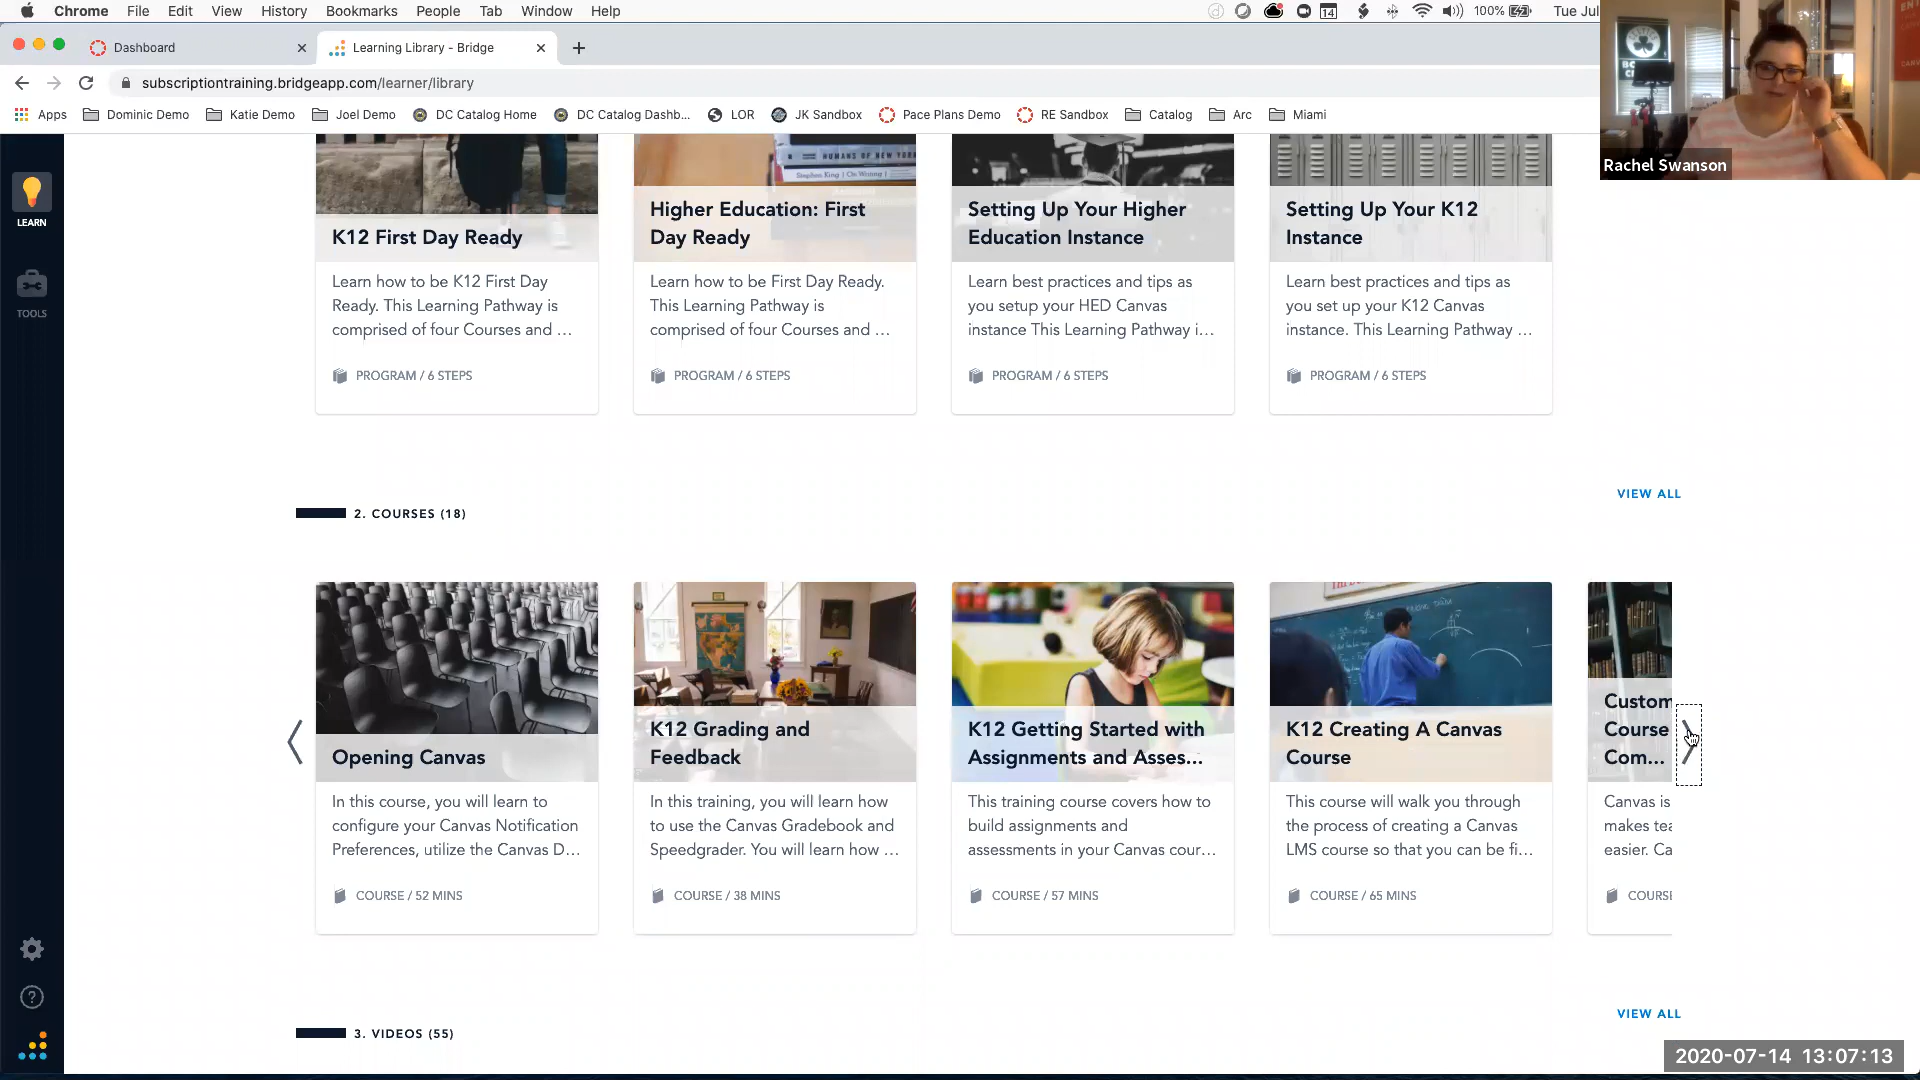 Chrome File Edit View History Bookmarks People Tab Window Help 14 100% Tue Jul
Dashboard
Learning Library - Bridge
subscriptiontraining.bridgeapp.com/learner/library
Apps Dominic Demo Katie Demo Joel Demo DC Catalog Home DC Catalog Dashb... LOR JK Sandbox Pace Plans Demo RE Sandbox Catalog Arc Miami
Rachel Swanson
LEARN
TOOLS
HUMANS OF NEW YORK
Stephen King | On Writing
K12 First Day Ready
Learn how to be K12 First Day
Ready. This Learning Pathway is
comprised of four Courses and ...
PROGRAM / 6 STEPS
Higher Education: First
Day Ready
Learn how to be First Day Ready.
This Learning Pathway is
comprised of four Courses and ...
PROGRAM / 6 STEPS
Setting Up Your Higher
Education Instance
Learn best practices and tips as
you setup your HED Canvas
instance This Learning Pathway i...
PROGRAM / 6 STEPS
Setting Up Your K12
Instance
Learn best practices and tips as
you set up your K12 Canvas
instance. This Learning Pathway ...
PROGRAM / 6 STEPS
VIEW ALL
2. COURSES (18)
Opening Canvas
In this course, you will learn to
configure your Canvas Notification
Preferences, utilize the Canvas D...
COURSE / 52 MINS
K12 Grading and
Feedback
In this training, you will learn how
to use the Canvas Gradebook and
Speedgrader. You will learn how ...
COURSE / 38 MINS
K12 Getting Started with
Assignments and Asses...
This training course covers how to
build assignments and
assessments in your Canvas cour...
COURSE / 57 MINS
K12 Creating A Canvas
Course
This course will walk you through
the process of creating a Canvas
LMS course so that you can be fi...
COURSE / 65 MINS
Custom
Course
Com...
Canvas is
makes tea
easier. Ca
COURSE
VIEW ALL
3. VIDEOS (55)
2020-07-14 13:07:13